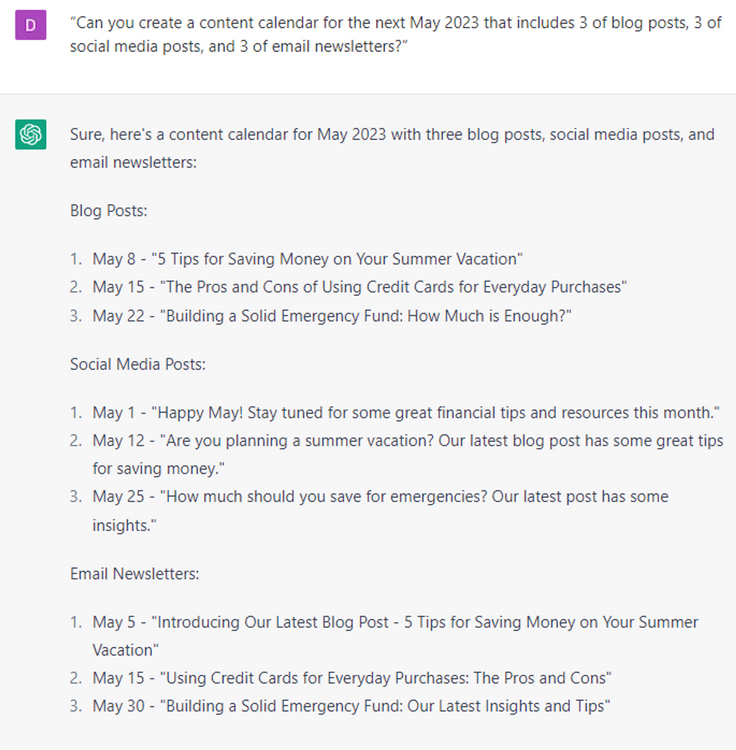 D
“Can you create a content calendar for the next May 2023 that includes 3 of blog posts, 3 of
social media posts, and 3 of email newsletters?”
Sure, here's a content calendar for May 2023 with three blog posts, social media posts, and
email newsletters:
Blog Posts:
1. May 8 - "5 Tips for Saving Money on Your Summer Vacation"
2. May 15 - "The Pros and Cons of Using Credit Cards for Everyday Purchases"
3. May 22 - "Building a Solid Emergency Fund: How Much is Enough?"
Social Media Posts:
1. May 1 - "Happy May! Stay tuned for some great financial tips and resources this month."
2. May 12 - "Are you planning a summer vacation? Our latest blog post has some great tips
for saving money."
3. May 25 - "How much should you save for emergencies? Our latest post has some
insights."
Email Newsletters:
1. May 5 - "Introducing Our Latest Blog Post - 5 Tips for Saving Money on Your Summer
Vacation"
2. May 15 - "Using Credit Cards for Everyday Purchases: The Pros and Cons"
3. May 30 - "Building a Solid Emergency Fund: Our Latest Insights and Tips"